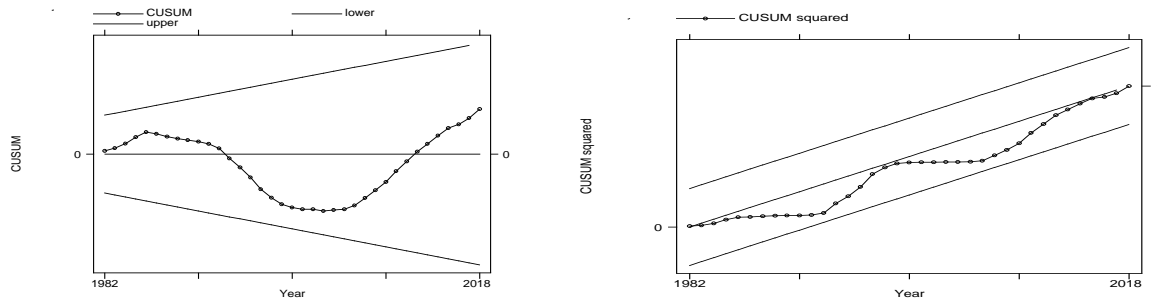 CUSUM lower
upper
CUSUM
0 0
1982 2018
Year
CUSUM squared
CUSUM squared
0
1982 2018
Year